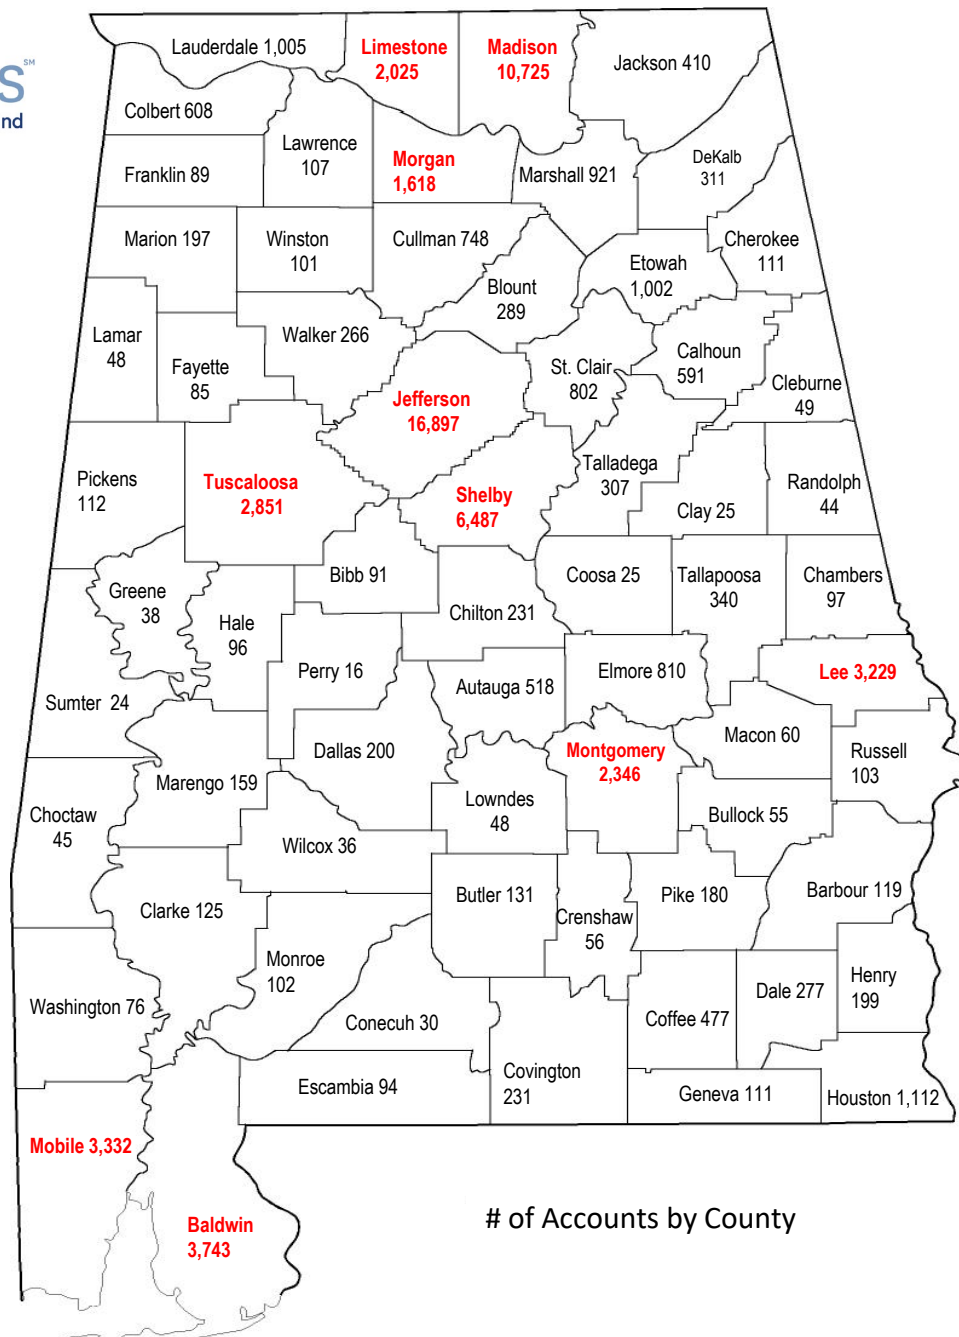 Lauderdale 1,005
Limestone
2,025
Madison
10,725
Jackson 410
S℠
nd
Colbert 608
Lawrence
107
Franklin 89
Morgan
1,618
Marshall 921
DeKalb
311
Marion 197
Winston
101
Cullman 748
Cherokee
111
Etowah
1,002
Blount
289
Lamar
48
Walker 266
Fayette
85
St. Clair
802
Calhoun
591
Cleburne
49
Jefferson
16,897
Pickens
112
Tuscaloosa
2,851
Shelby
6,487
Talladega
307
Clay 25
Randolph
44
Greene
38
Bibb 91
Coosa 25
Tallapoosa
340
Chambers
97
Hale
96
Chilton 231
Perry 16
Sumter 24
Autauga 518
Elmore 810
Lee 3,229
Dallas 200
Montgomery
2,346
Macon 60
Russell
103
Marengo 159
Choctaw
45
Lowndes
48
Bullock 55
Wilcox 36
Clarke 125
Butler 131
Crenshaw
56
Pike 180
Barbour 119
Monroe
102
Washington 76
Conecuh 30
Coffee 477
Dale 277
Henry
199
Escambia 94
Covington
231
Geneva 111
Houston 1,112
Mobile 3,332
Baldwin
3,743
# of Accounts by County